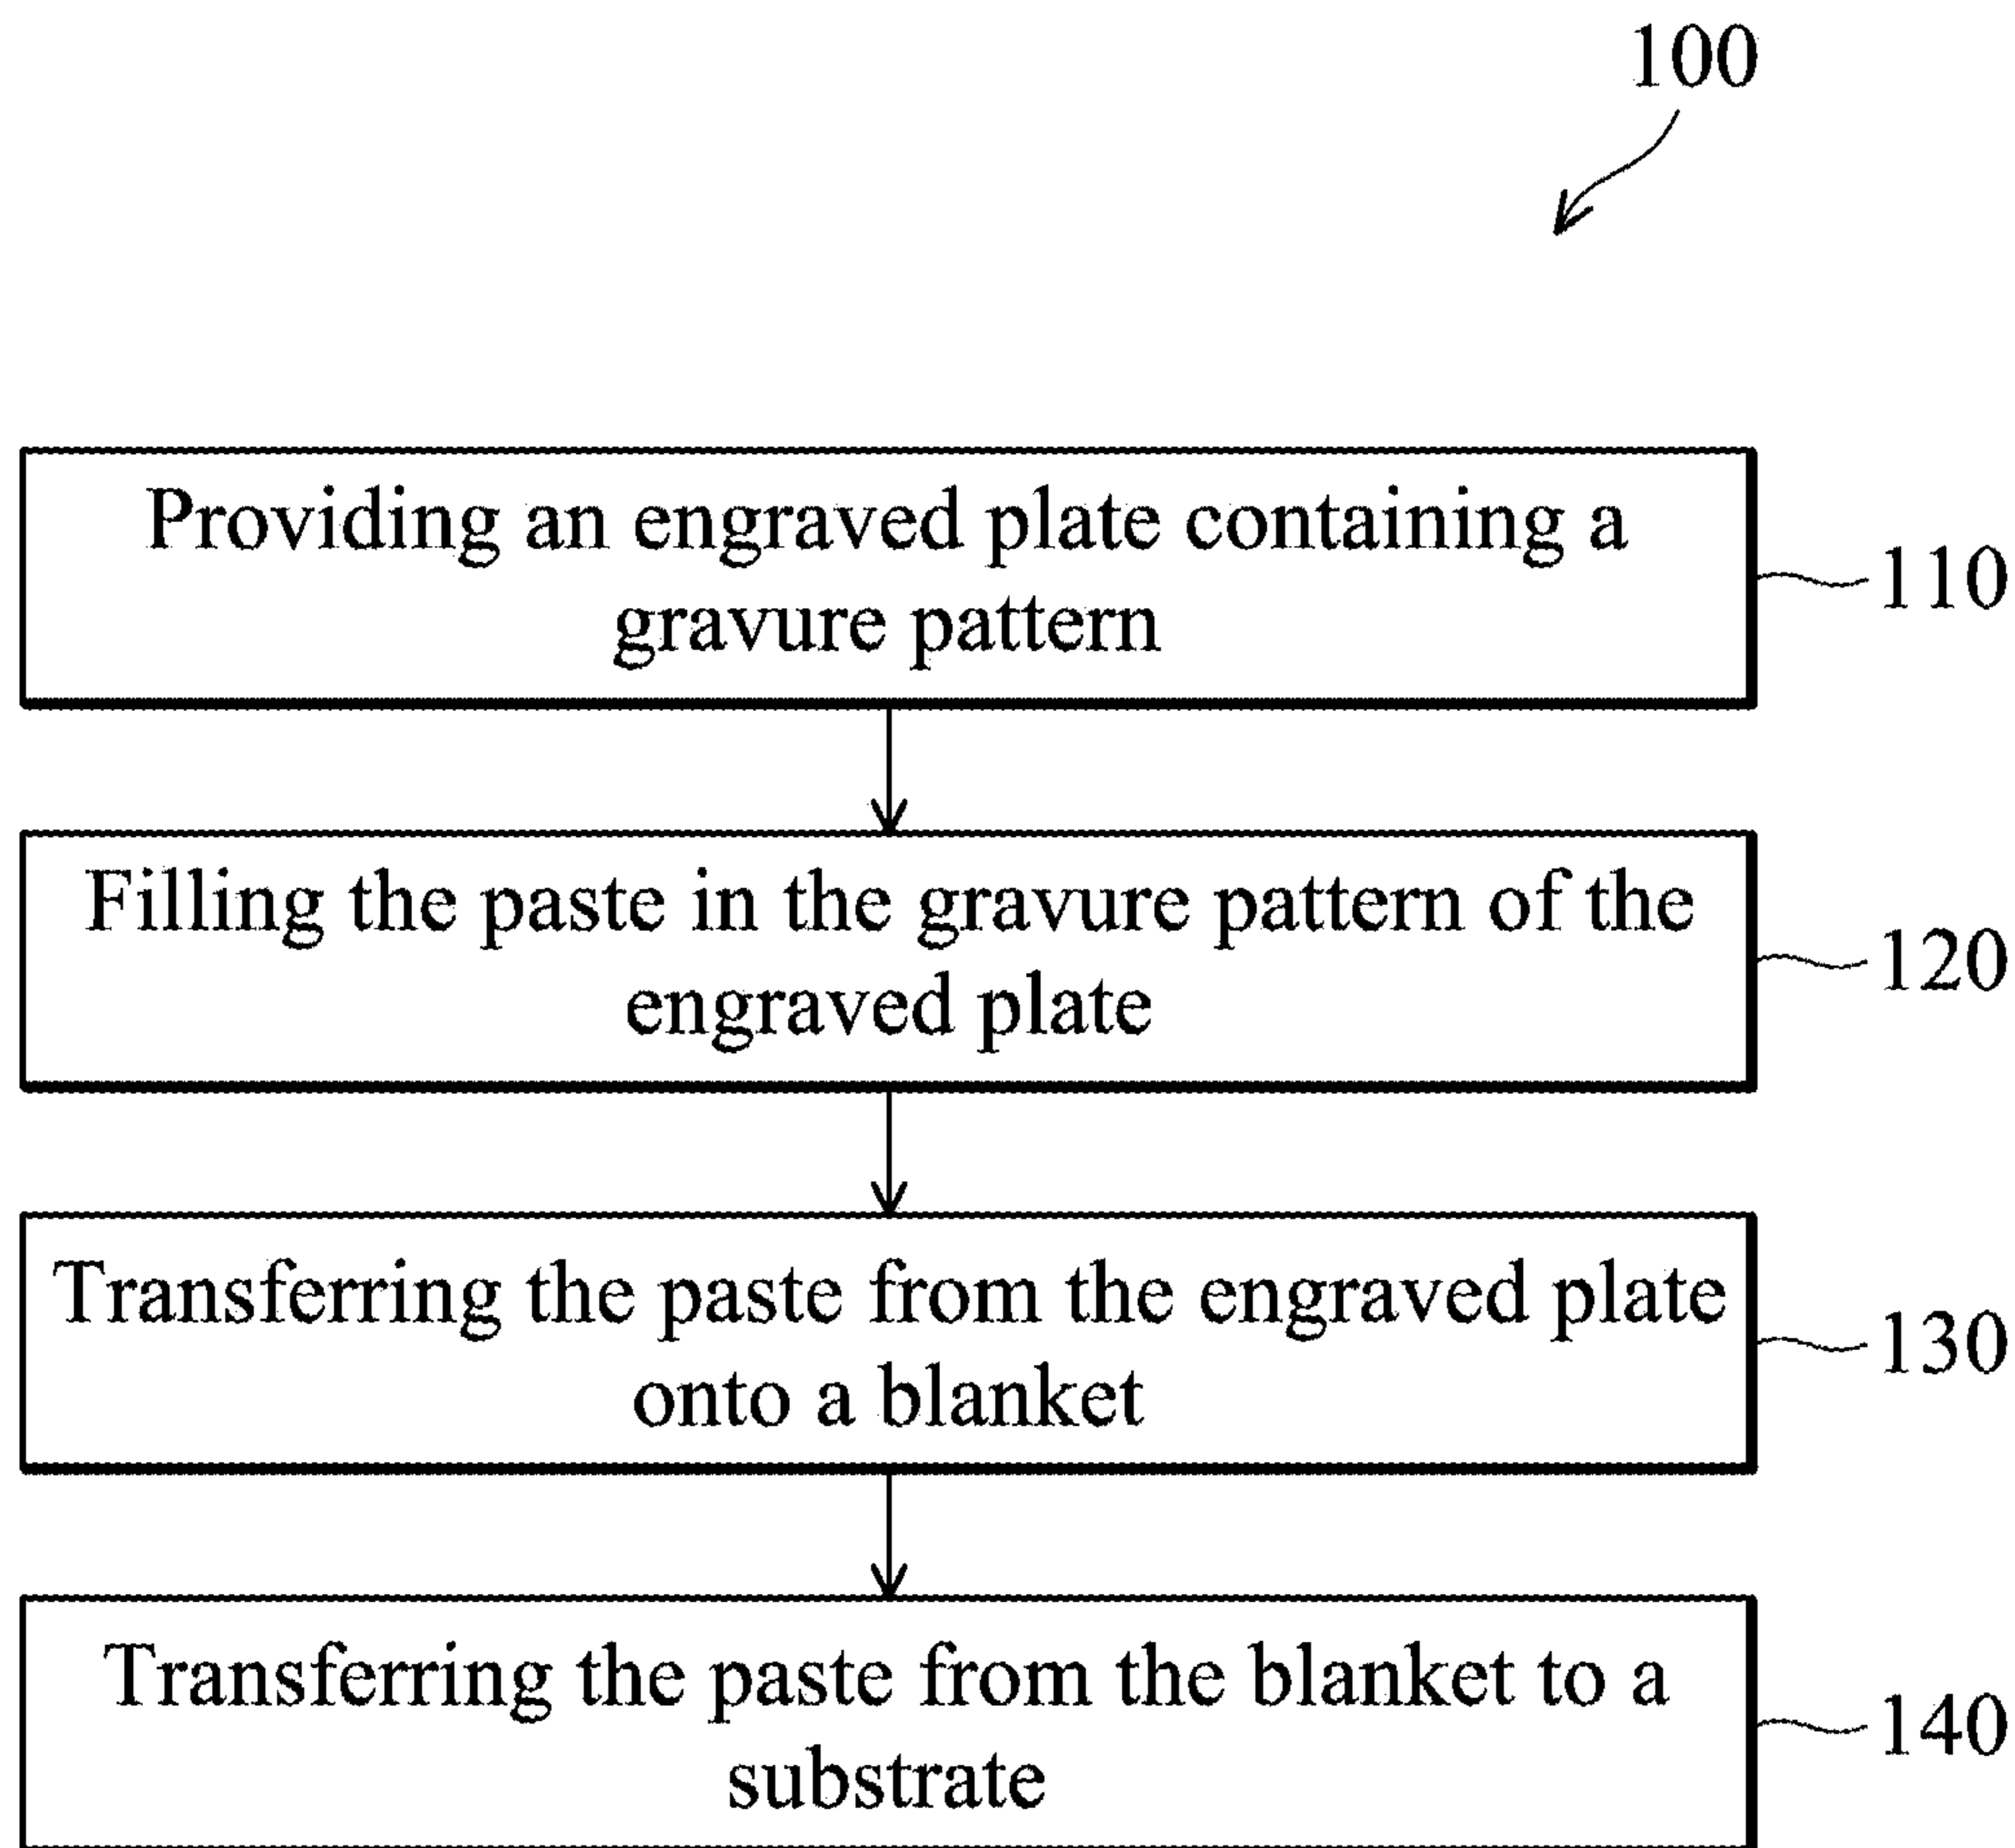 100
Providing an engraved plate containing a
gravure pattern
110
Filling the paste in the gravure pattern of the
engraved plate
120
Transferring the paste from the engraved plate
onto a blanket
130
Transferring the paste from the blanket to a
substrate
140